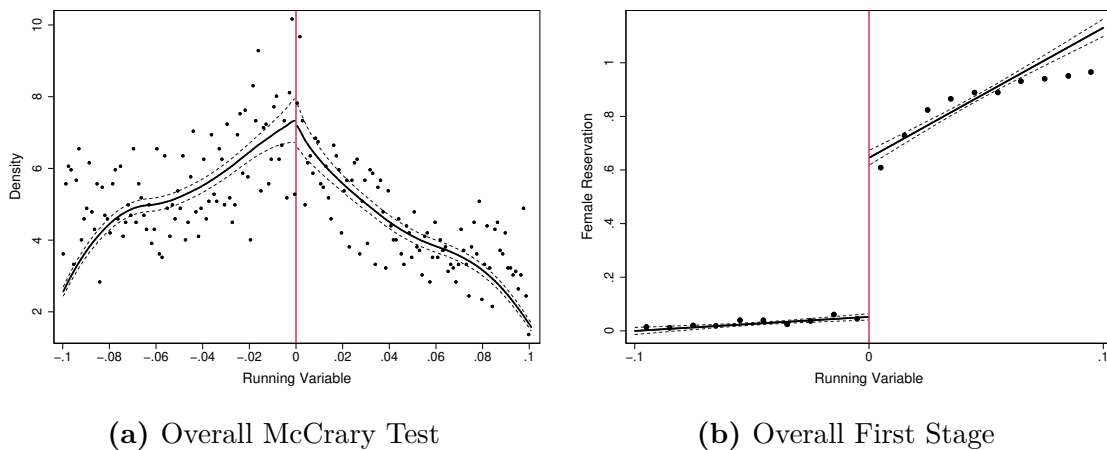 10
8
6
4
2
Density
-.1 -.08 -.06 -.04 -.02 0 .02 .04 .06 .08 .1
Running Variable
(a) Overall McCrary Test
1
.8
.6
.4
.2
0
Female Reservation
-.1 0 .1
Running Variable
(b) Overall First Stage